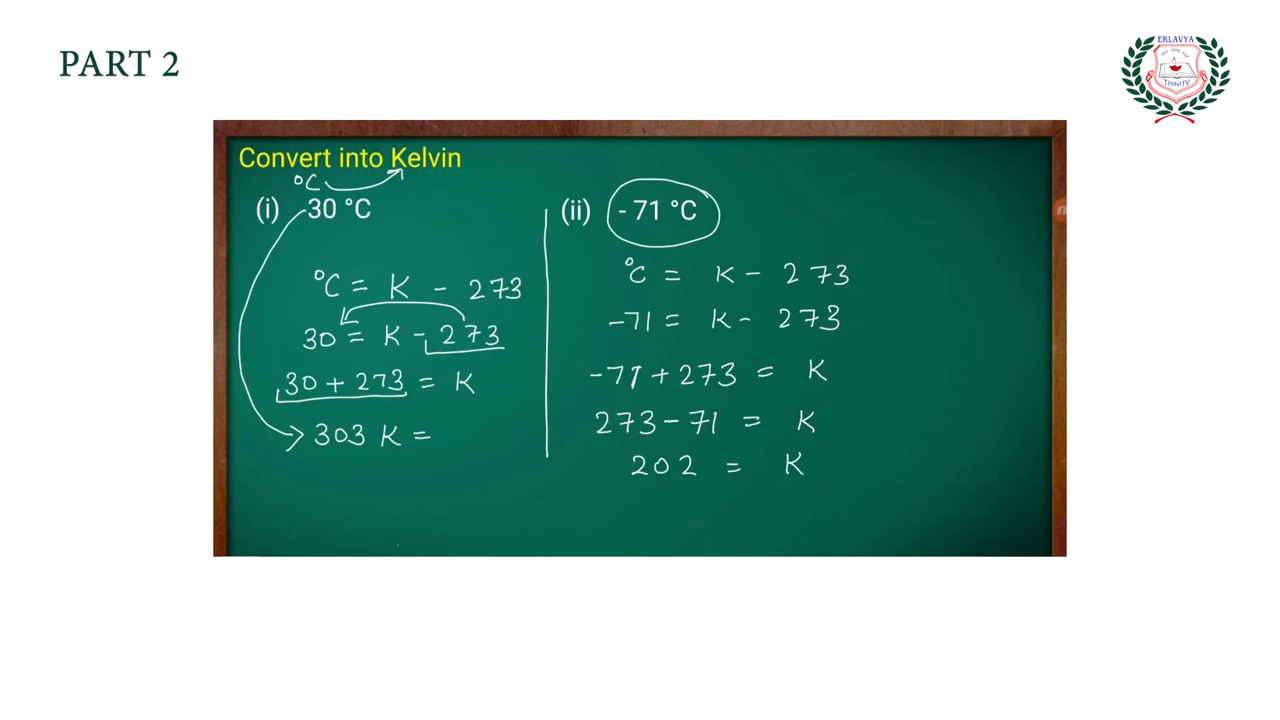 PART 2
EKLAVYA
TRINITY
Convert into Kelvin
°C
(i) 30 °C
°C = K - 273
30 = K - 273
30 + 273 = K
303 K =
(ii) - 71 °C
°C = K - 273
-71 = K - 273
-71 + 273 = K
273 - 71 = K
202 = K